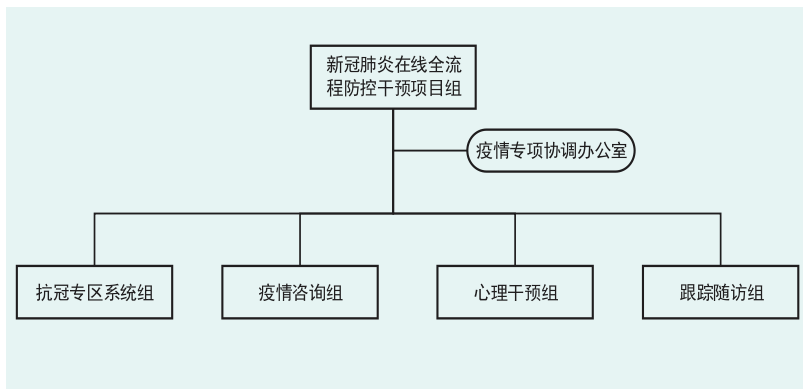 新冠肺炎在线全流
程防控干预项目组
疫情专项协调办公室
抗冠专区系统组
疫情咨询组
心理干预组
跟踪随访组